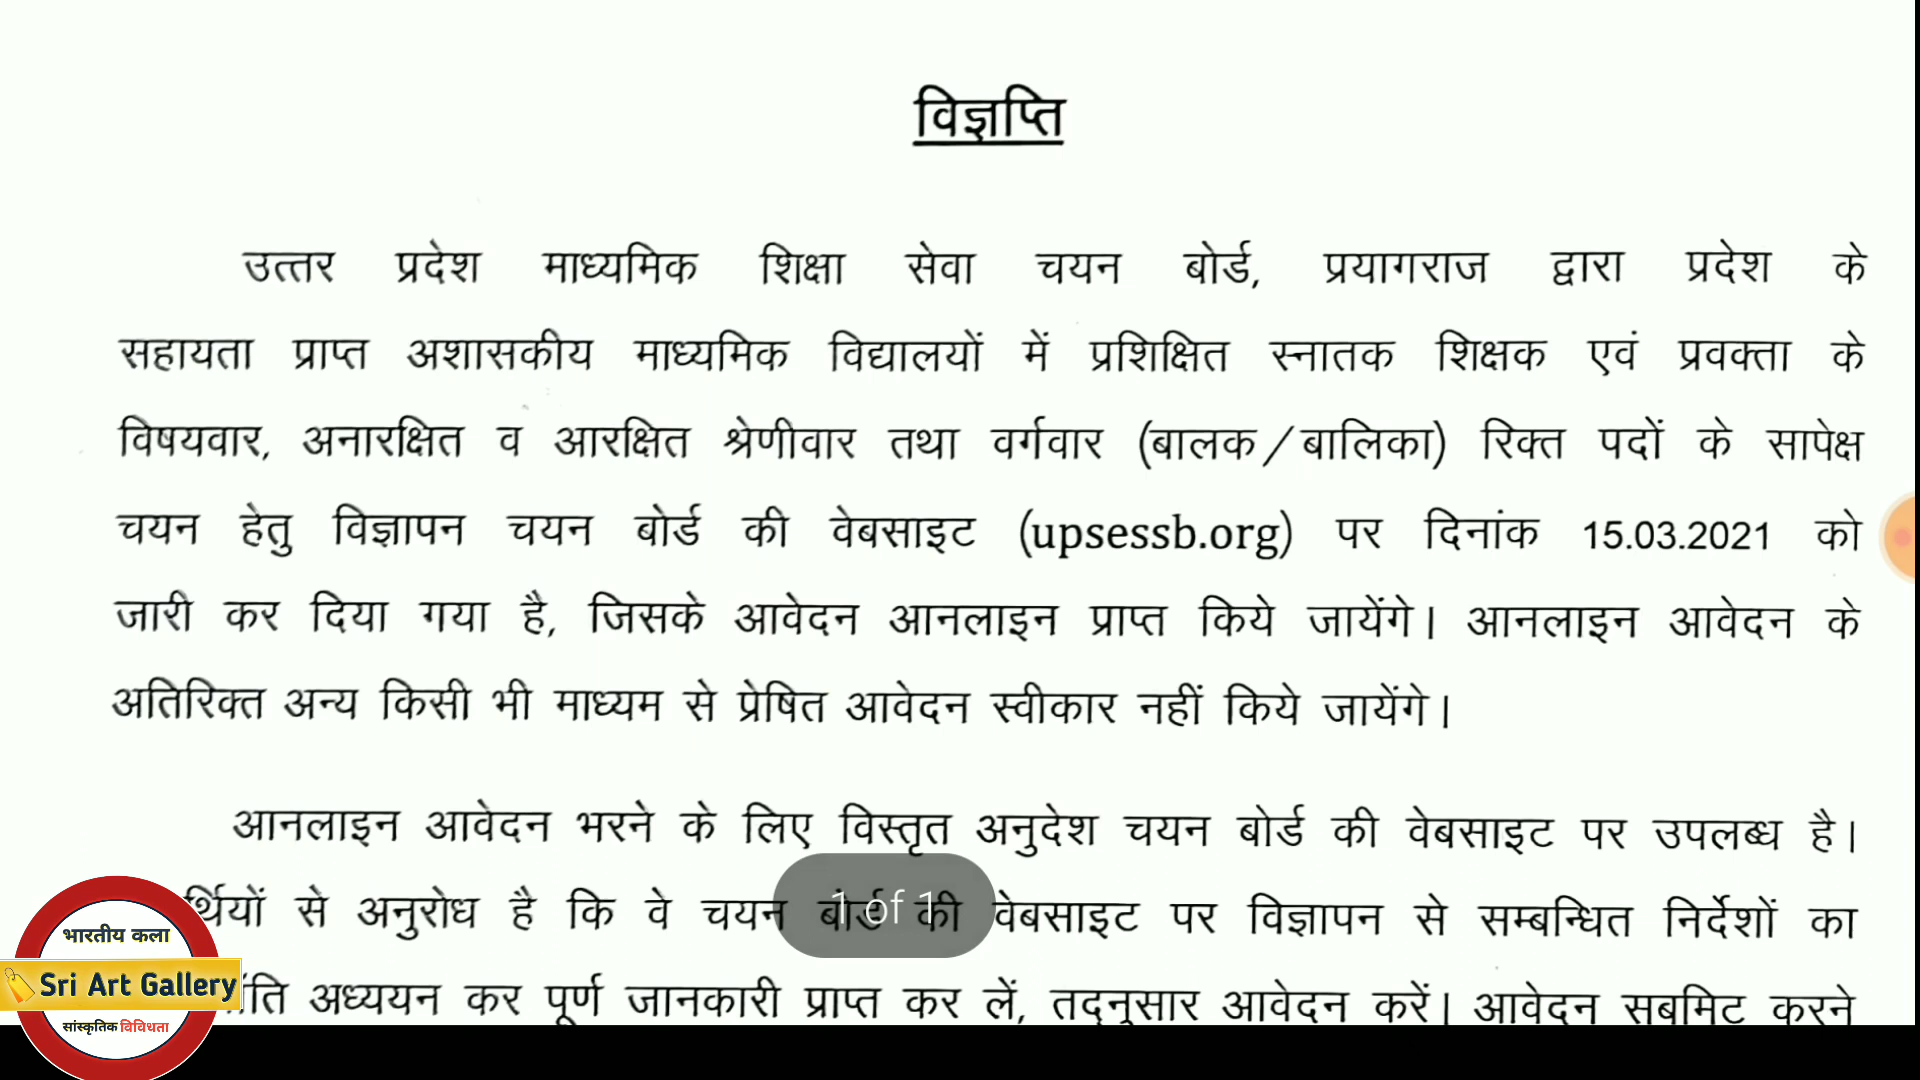 विज्ञप्ति
उत्तर प्रदेश माध्यमिक शिक्षा सेवा चयन बोर्ड, प्रयागराज द्वारा प्रदेश के
सहायता प्राप्त अशासकीय माध्यमिक विद्यालयों में प्रशिक्षित स्नातक शिक्षक एवं प्रवक्ता के
विषयवार, अनारक्षित व आरक्षित श्रेणीवार तथा वर्गवार (बालक/बालिका) रिक्त पदों के सापेक्ष
चयन हेतु विज्ञापन चयन बोर्ड की वेबसाइट (upsessb.org) पर दिनांक 15.03.2021 को
जारी कर दिया गया है, जिसके आवेदन आनलाइन प्राप्त किये जायेंगे। आनलाइन आवेदन के
अतिरिक्त अन्य किसी भी माध्यम से प्रेषित आवेदन स्वीकार नहीं किये जायेंगे।
आनलाइन आवेदन भरने के लिए विस्तृत अनुदेश चयन बोर्ड की वेबसाइट पर उपलब्ध है।
से अनुरोध है कि वे चयन बोर्ड की वेबसाइट पर विज्ञापन से सम्बन्धित निर्देशों का
1 of 1
अध्ययन कर पूर्ण जानकारी प्राप्त कर लें, तद्नुसार आवेदन करें। आवेदन सबमिट करने
भारतीय कला
Sri Art Gallery
सांस्कृतिक विविधता